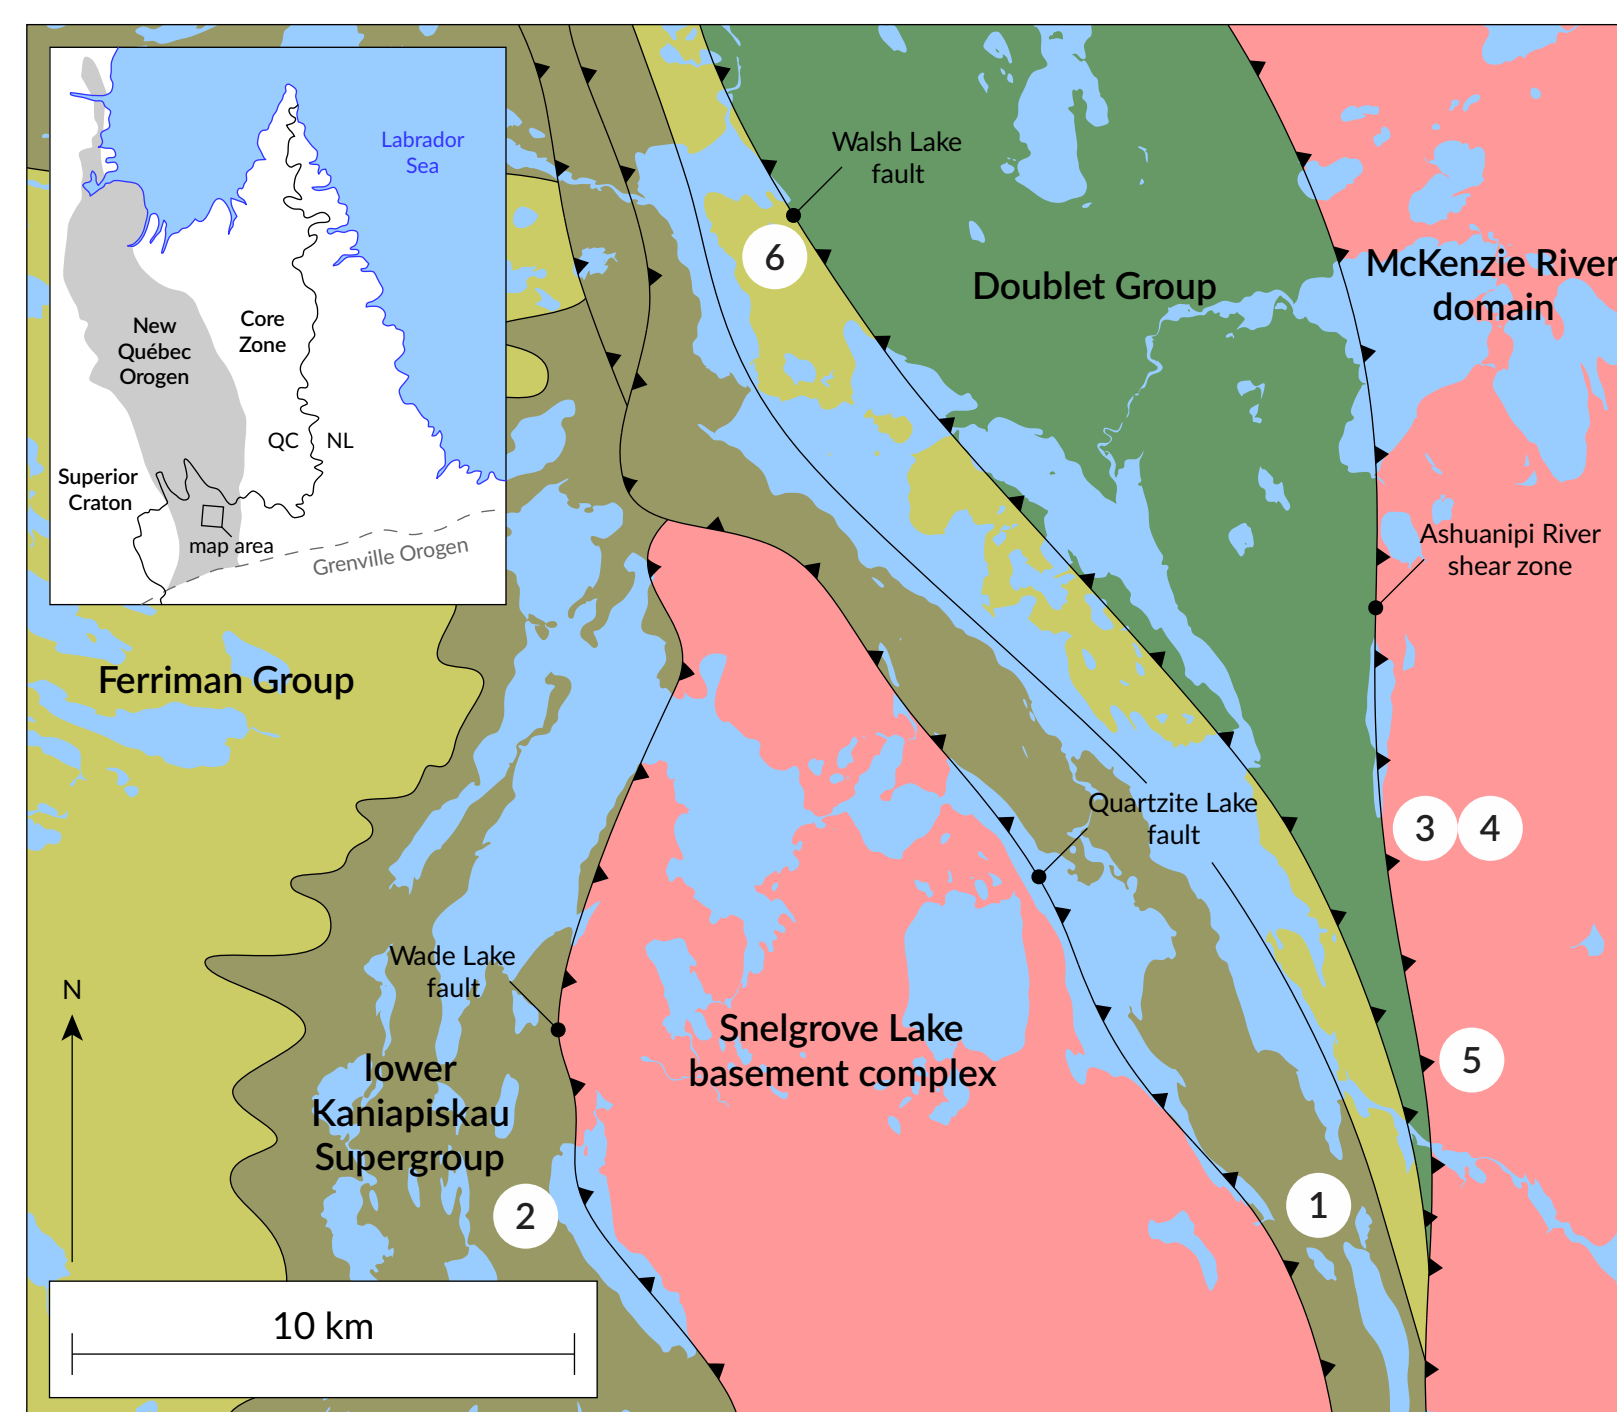 Labrador
Sea
New
Québec
Orogen
Core
Zone
QC
NL
Superior
Craton
map area
Grenville Orogen
Walsh Lake
fault
6
Doublet Group
McKenzie River
domain
Ashuanipi River
shear zone
Ferriman Group
Quartzite Lake
fault
3
4
Wade Lake
fault
N
Snelgrove Lake
basement complex
5
lower
Kaniapiskau
Supergroup
2
1
10 km